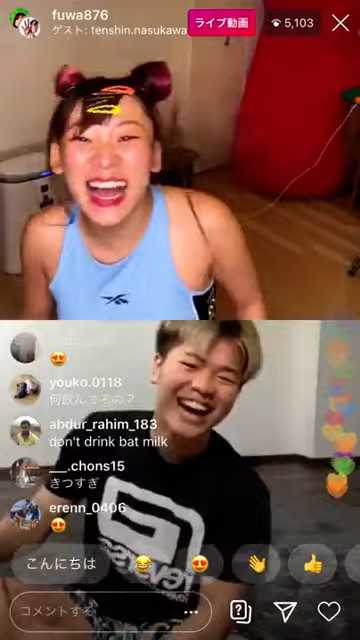 fuwa876
ゲスト: tenshin.nasukawa
ライブ動画
5,103
youko.0118
何飲んでるの？
abdur_rahim_183
don't drink bat milk
___.chons15
きつすぎ
erenn_0406
こんにちは
コメントする